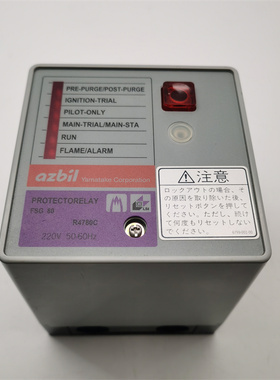 PRE-PURGE/POST-PURGE
IGNITION-TRIAL
PILOT-ONLY
MAIN-TRIAL/MAIN-STA
RUN
FLAME/ALARM
azbil
Yamatake Corporation
PROTECTORELAY
R4780C
220V 50-60Hz
⚠注意
ロックアウトの場合、そ
の原因を取り除いた後、リ
セットボタンを押してくだ
さい。ただし、続け
て何度もリセットしない
でください。